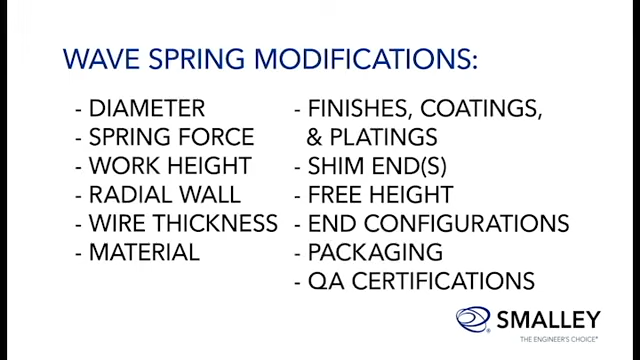 WAVE SPRING MODIFICATIONS:
- DIAMETER
- SPRING FORCE
- WORK HEIGHT
- RADIAL WALL
- WIRE THICKNESS
- MATERIAL
- FINISHES, COATINGS,
& PLATINGS
- SHIM END(S)
- FREE HEIGHT
- END CONFIGURATIONS
- PACKAGING
- QA CERTIFICATIONS
SMALLEY
THE ENGINEER'S CHOICE®